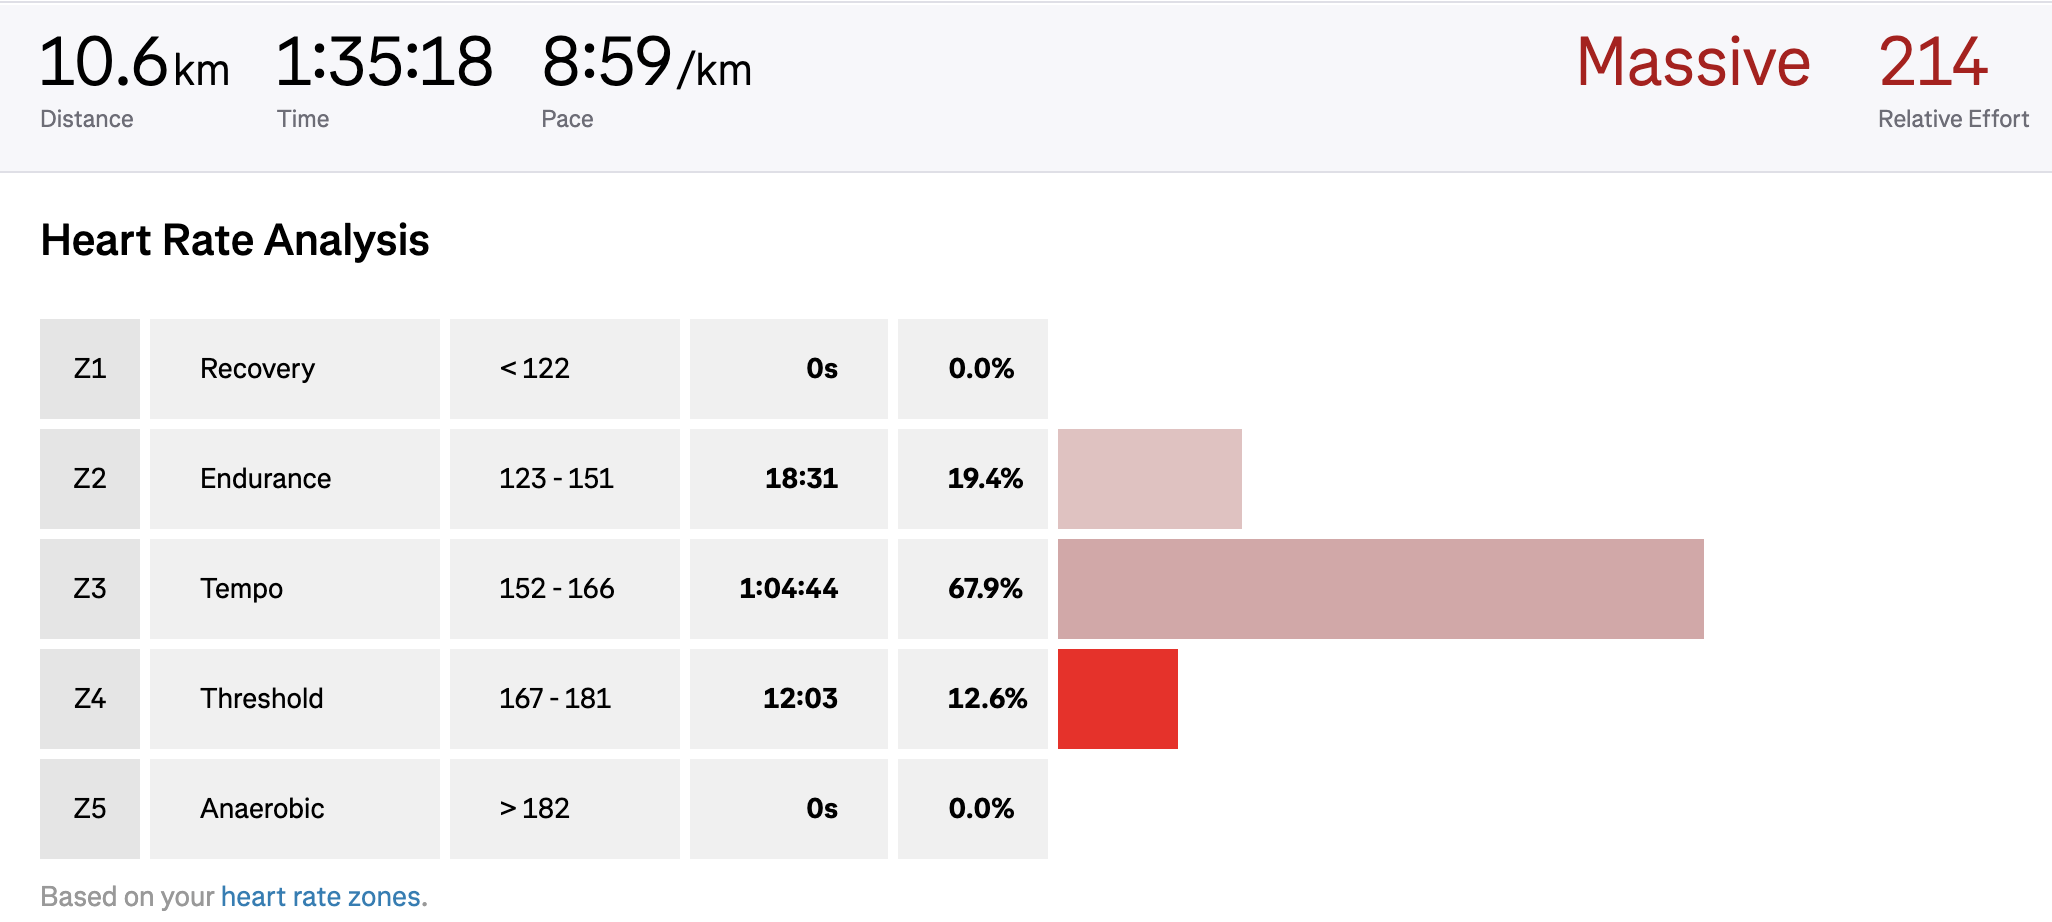 10.6 km 1:35:18 8:59 /km Massive 214
Distance Time Pace Relative Effort
Heart Rate Analysis
Z1 Recovery < 122 0s 0.0%
Z2 Endurance 123 - 151 18:31 19.4%
Z3 Tempo 152 - 166 1:04:44 67.9%
Z4 Threshold 167 - 181 12:03 12.6%
Z5 Anaerobic > 182 0s 0.0%
Based on your heart rate zones.